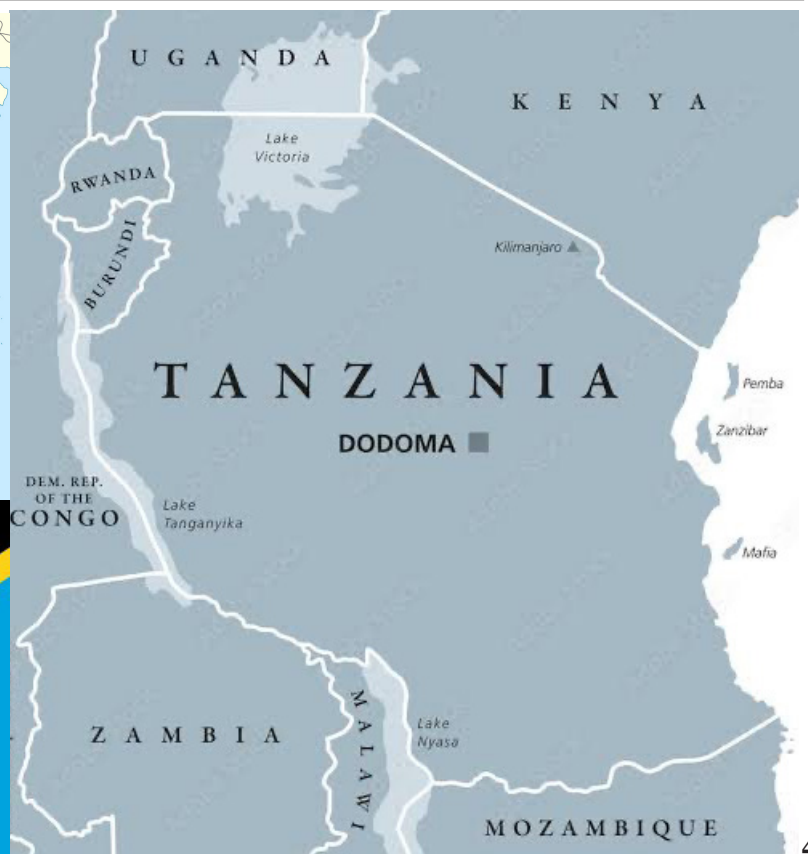 UGANDA
KENYA
Lake
Victoria
RWANDA
BURUNDI
Kilimanjaro
TANZANIA
Pemba
DODOMA
Zanzibar
DEM. REP.
OF THE
CONGO
Lake
Tanganyika
Mafia
MALAWI
Lake
Nyasa
ZAMBIA
MOZAMBIQUE